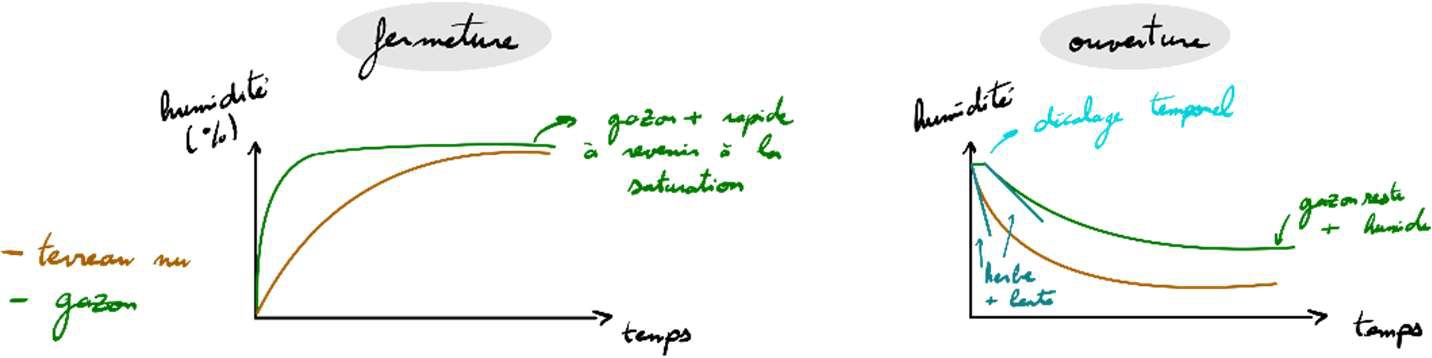 fermeture
humidité
(%)
gazon + rapide
à revenir à la
saturation
- terreau nu
- gazon
temps
ouverture
humidité
décalage temporel
gazon reste
+ humide
herbe
+ lente
temps